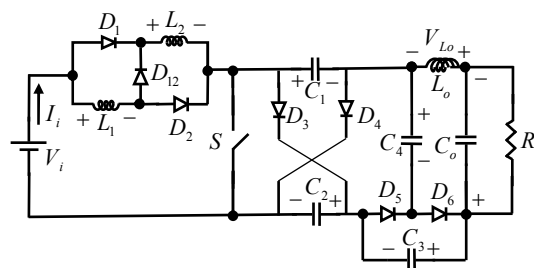 D1 + L2 −
VLo
− +
D12
Lo
−
+ L1 −
D2
+ C1 −
Ii
Vi
S
D3
D4
+
C4
−
Co
R
− C2 +
D5
D6
+
− C3 +